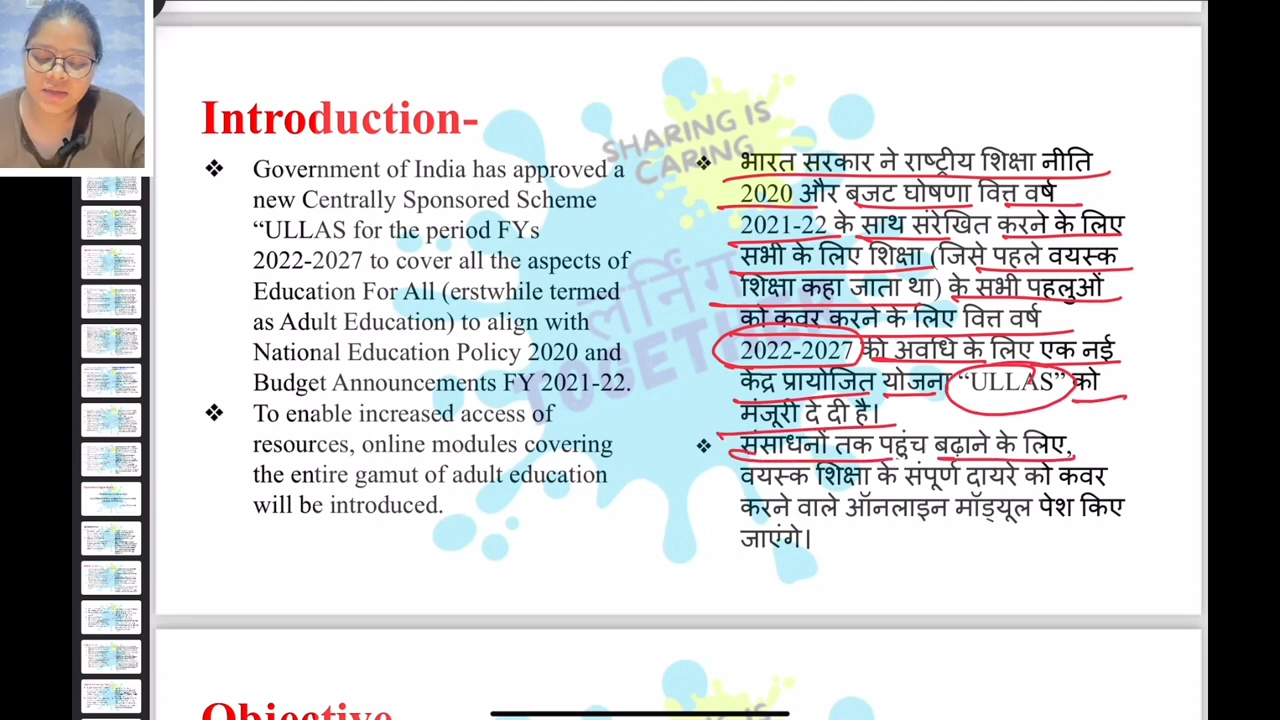 Introduction-
❖ Government of India has approved a
new Centrally Sponsored Scheme
“ULLAS for the period FYs
2022-2027 to cover all the aspects of
Education For All (erstwhile termed
as Adult Education) to align with
National Education Policy 2020 and
Budget Announcements FY 2021-22.
❖ To enable increased access of
resources, online modules covering
the entire gamut of adult education
will be introduced.
❖ भारत सरकार ने राष्ट्रीय शिक्षा नीति
2020 और बजट घोषणा वित्त वर्ष
2021-22 के साथ संरेखित करने के लिए
सभी के लिए शिक्षा (जिसे पहले वयस्क
शिक्षा कहा जाता था) के सभी पहलुओं
को कवर करने के लिए वित्त वर्ष
2022-2027 की अवधि के लिए एक नई
केंद्र प्रायोजित योजना “ULLAS” को
मंजूरी दे दी है।
❖ संसाधनों तक पहुंच बढ़ाने के लिए,
वयस्क शिक्षा के संपूर्ण दायरे को कवर
करने वाले ऑनलाइन मॉड्यूल पेश किए
जाएंगे।
SHARING IS
CARING
TOGETHER
Objective